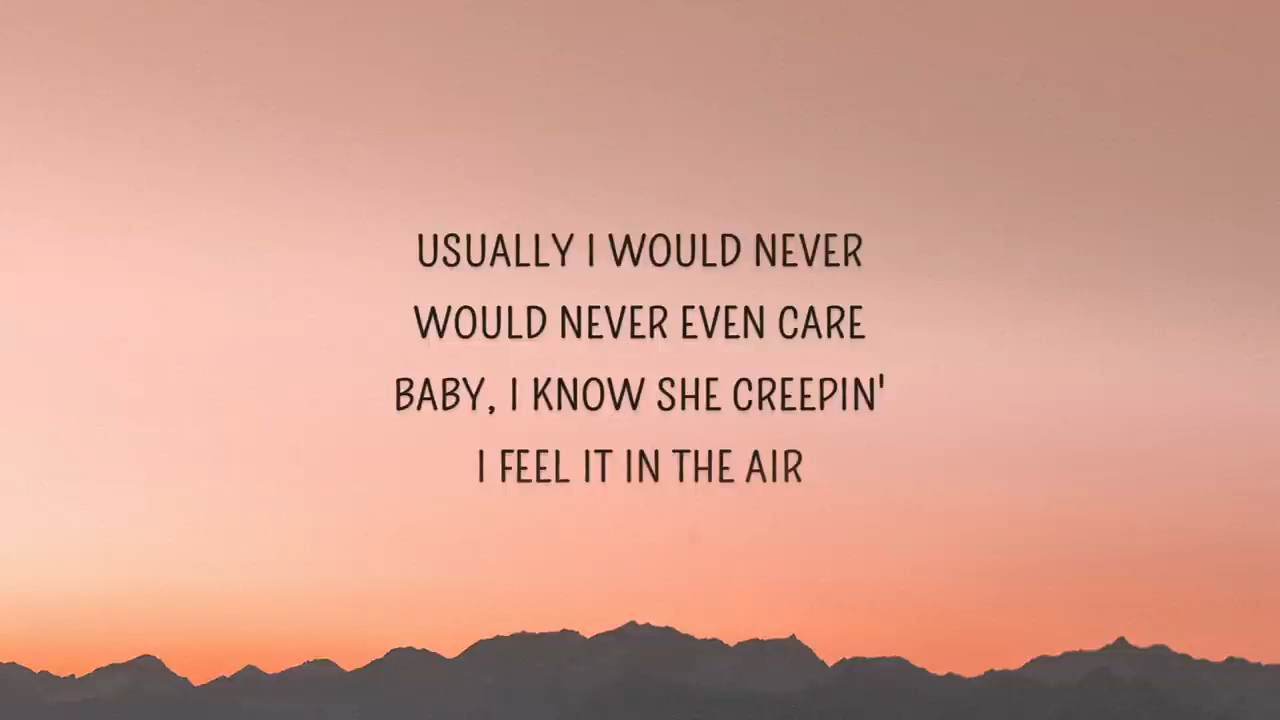 USUALLY I WOULD NEVER
WOULD NEVER EVEN CARE
BABY, I KNOW SHE CREEPIN'
I FEEL IT IN THE AIR